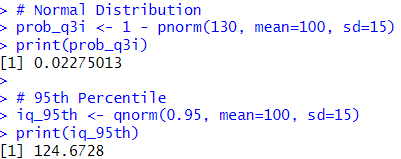 > # Normal Distribution
> prob_q3i <- 1 - pnorm(130, mean=100, sd=15)
> print(prob_q3i)
[1] 0.02275013
>
> # 95th Percentile
> iq_95th <- qnorm(0.95, mean=100, sd=15)
> print(iq_95th)
[1] 124.6728